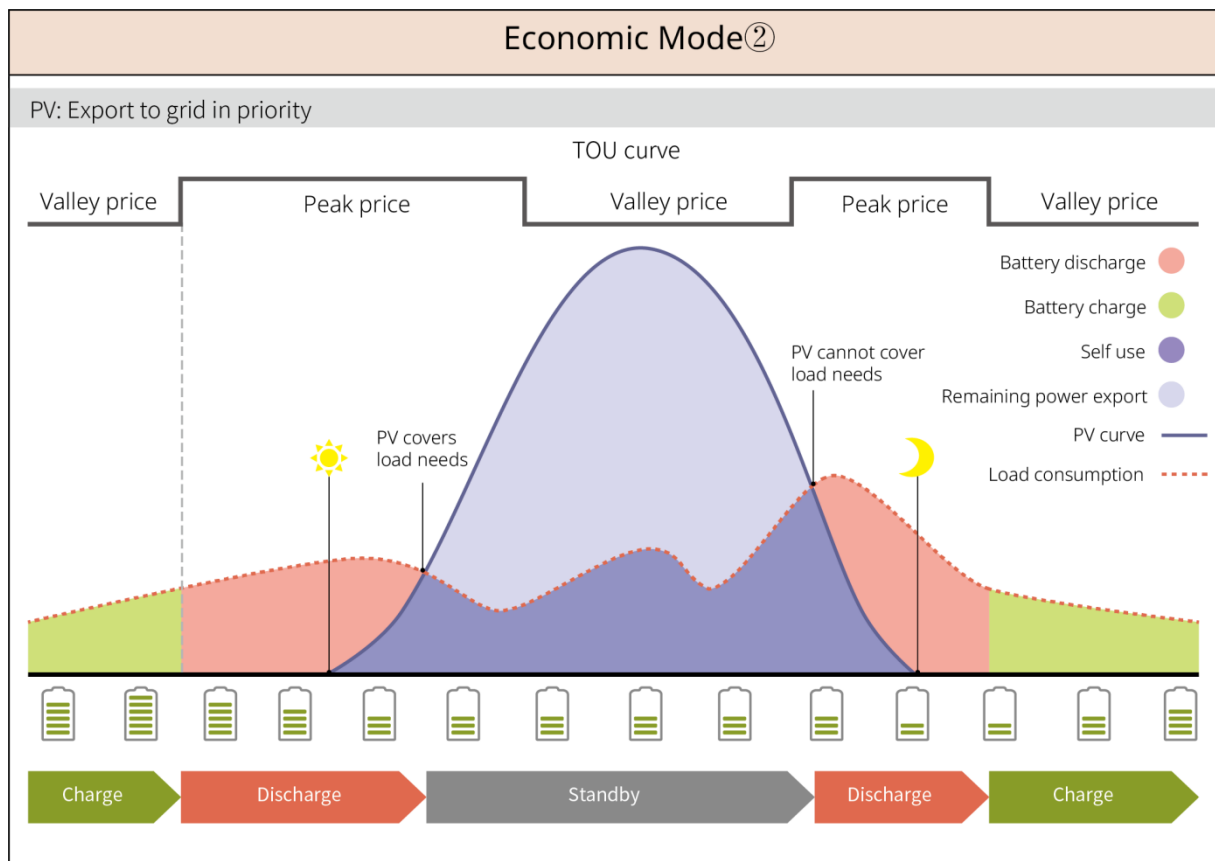 Economic Mode②
PV: Export to grid in priority
TOU curve
Valley price
Peak price
Valley price
Peak price
Valley price
Battery discharge
Battery charge
Self use
Remaining power export
PV curve
Load consumption
PV cannot cover
load needs
PV covers
load needs
Charge
Discharge
Standby
Discharge
Charge